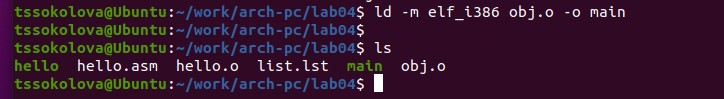 tssokolova@Ubuntu:~/work/arch-pc/lab04$ ld -m elf_i386 obj.o -o main
tssokolova@Ubuntu:~/work/arch-pc/lab04$
tssokolova@Ubuntu:~/work/arch-pc/lab04$ ls
hello  hello.asm  hello.o  list.lst  main  obj.o
tssokolova@Ubuntu:~/work/arch-pc/lab04$